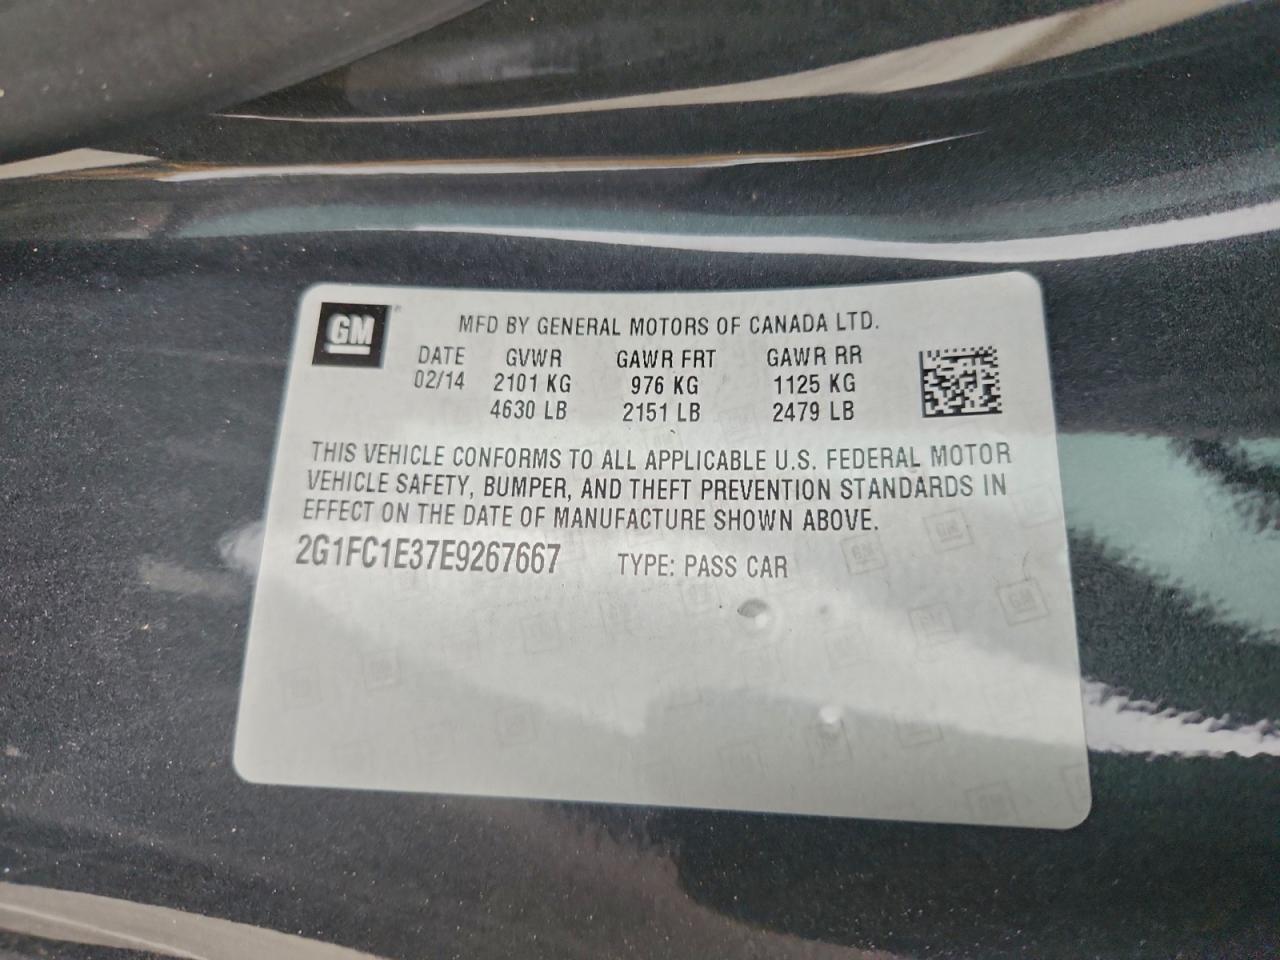 GM
MFD BY GENERAL MOTORS OF CANADA LTD.
DATE GVWR GAWR FRT GAWR RR
02/14 2101 KG 976 KG 1125 KG
4630 LB 2151 LB 2479 LB
THIS VEHICLE CONFORMS TO ALL APPLICABLE U.S. FEDERAL MOTOR
VEHICLE SAFETY, BUMPER, AND THEFT PREVENTION STANDARDS IN
EFFECT ON THE DATE OF MANUFACTURE SHOWN ABOVE.
2G1FC1E37E9267667 TYPE: PASS CAR